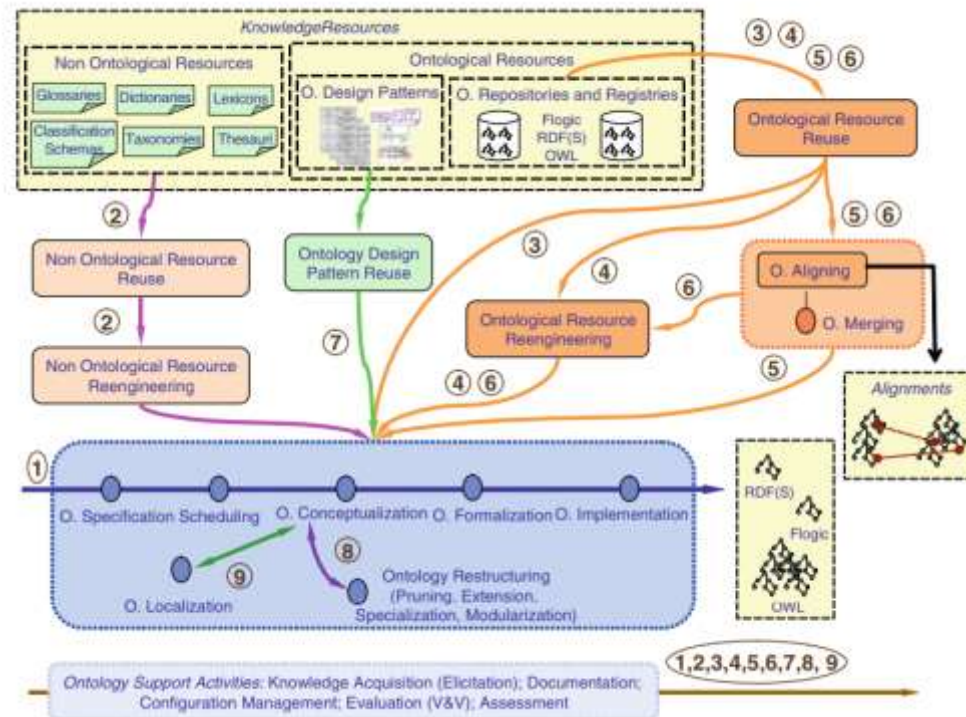 KnowledgeResources
Non Ontological Resources
Glossaries
Dictionaries
Lexicons
Classification
Schemas
Taxonomies
Thesauri
Ontological Resources
O. Design Patterns
O. Repositories and Registries
Flogic
RDF(S)
OWL
3 4
5 6
Ontological Resource
Reuse
2
Non Ontological Resource
Reuse
2
Non Ontological Resource
Reengineering
Ontology Design
Pattern Reuse
7
3
4
5 6
O. Aligning
O. Merging
6
Ontological Resource
Reengineering
4 6
5
Alignments
1
O. Specification Scheduling
O. Conceptualization
O. Formalization
O. Implementation
9
8
O. Localization
Ontology Restructuring
(Pruning, Extension,
Specialization, Modularization)
RDF(S)
Flogic
OWL
1,2,3,4,5,6,7,8, 9
Ontology Support Activities: Knowledge Acquisition (Elicitation); Documentation;
Configuration Management; Evaluation (V&V); Assessment